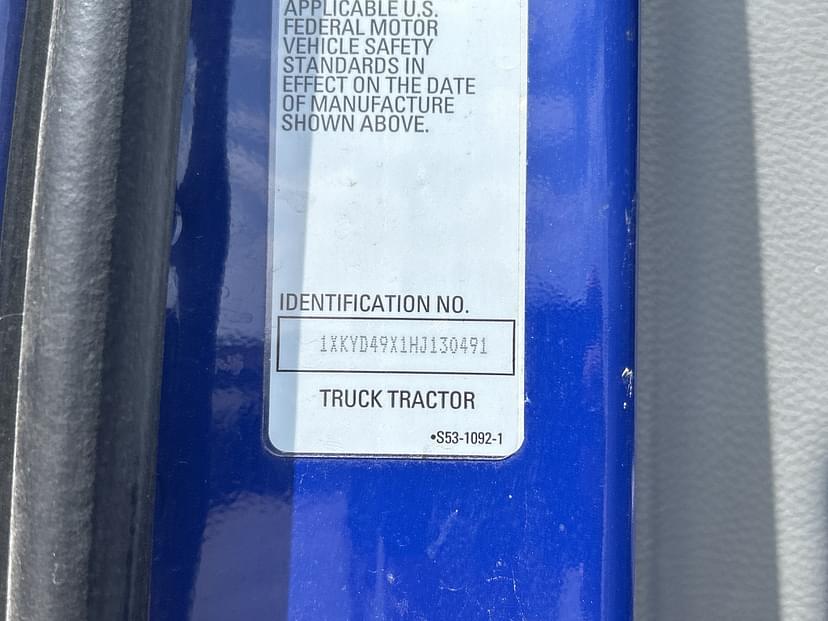 APPLICABLE U.S.
FEDERAL MOTOR
VEHICLE SAFETY
STANDARDS IN
EFFECT ON THE DATE
OF MANUFACTURE
SHOWN ABOVE.
IDENTIFICATION NO.
1XKYD49X1HJ130491
TRUCK TRACTOR
•S53-1092-1